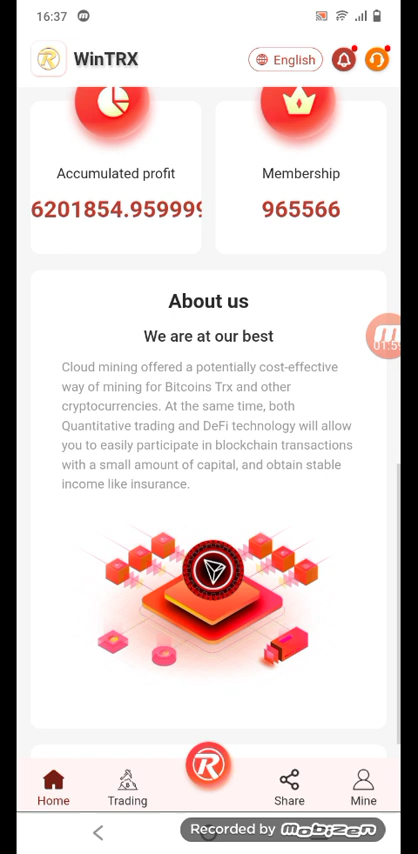 16:37
WinTRX
English
Accumulated profit
Membership
6201854.959999
965566
About us
We are at our best
Cloud mining offered a potentially cost-effective
way of mining for Bitcoins Trx and other
cryptocurrencies. At the same time, both
Quantitative trading and DeFi technology will allow
you to easily participate in blockchain transactions
with a small amount of capital, and obtain stable
income like insurance.
Home
Trading
Share
Mine
Recorded by mobizen